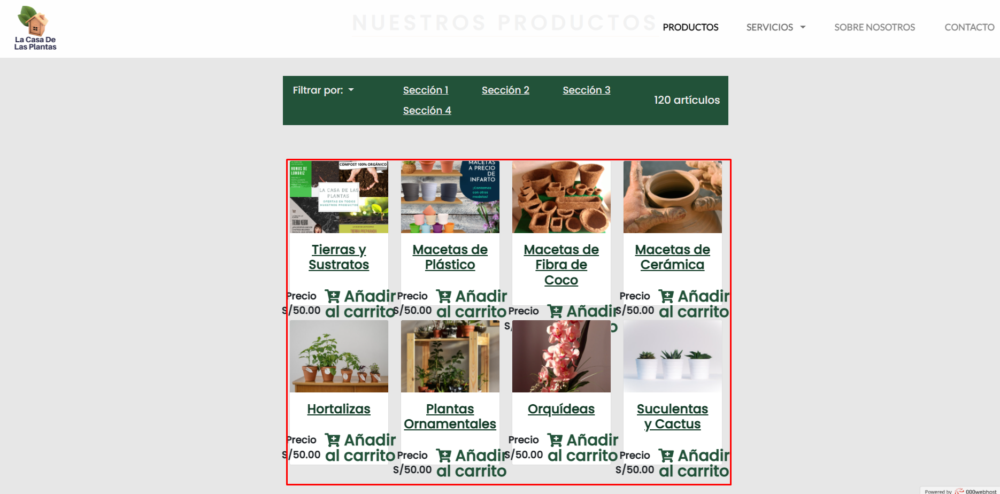 La Casa De
Las Plantas
NUESTROS PRODUCTOS
PRODUCTOS
SERVICIOS
SOBRE NOSOTROS
CONTACTO
Filtrar por:
Sección 1
Sección 2
Sección 3
Sección 4
120 artículos
COMPOST 100% ORGÁNICO
HUMUS DE
LOMBRIZ
LA CASA DE LAS
PLANTAS
OFERTAS EN TODOS
NUESTROS PRODUCTOS
TIERRA NEGRA
LA CASA DE LAS PLANTAS
TIERRA PREPARADA
MACETAS
A PRECIO
DE
INFARTO
¡Contamos
con otros
modelos!
Tierras y
Sustratos
Macetas de
Plástico
Macetas de
Fibra de
Coco
Macetas de
Cerámica
Precio
S/50.00
Añadir
al carrito
Precio
S/50.00
Añadir
al carrito
Precio
S/
Añadir
o
Precio
S/50.00
Añadir
al carrito
Hortalizas
Plantas
Ornamentales
Orquídeas
Suculentas
y Cactus
Precio
S/50.00
Añadir
al carrito
Precio
S/50.00
Añadir
al carrito
Precio
S/50.00
Añadir
al carrito
Precio
S/50.00
Añadir
al carrito
Powered by 000webhost